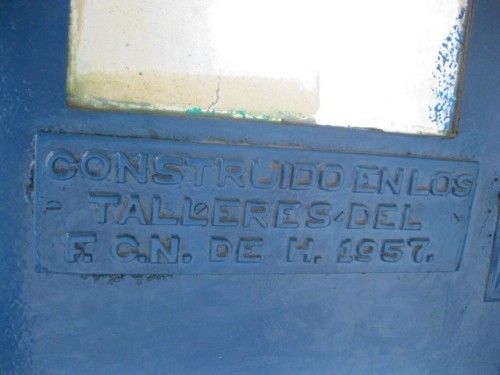 CONSTRUIDO EN LOS
TALLERES DEL
F. C.N. DE H. 1957.